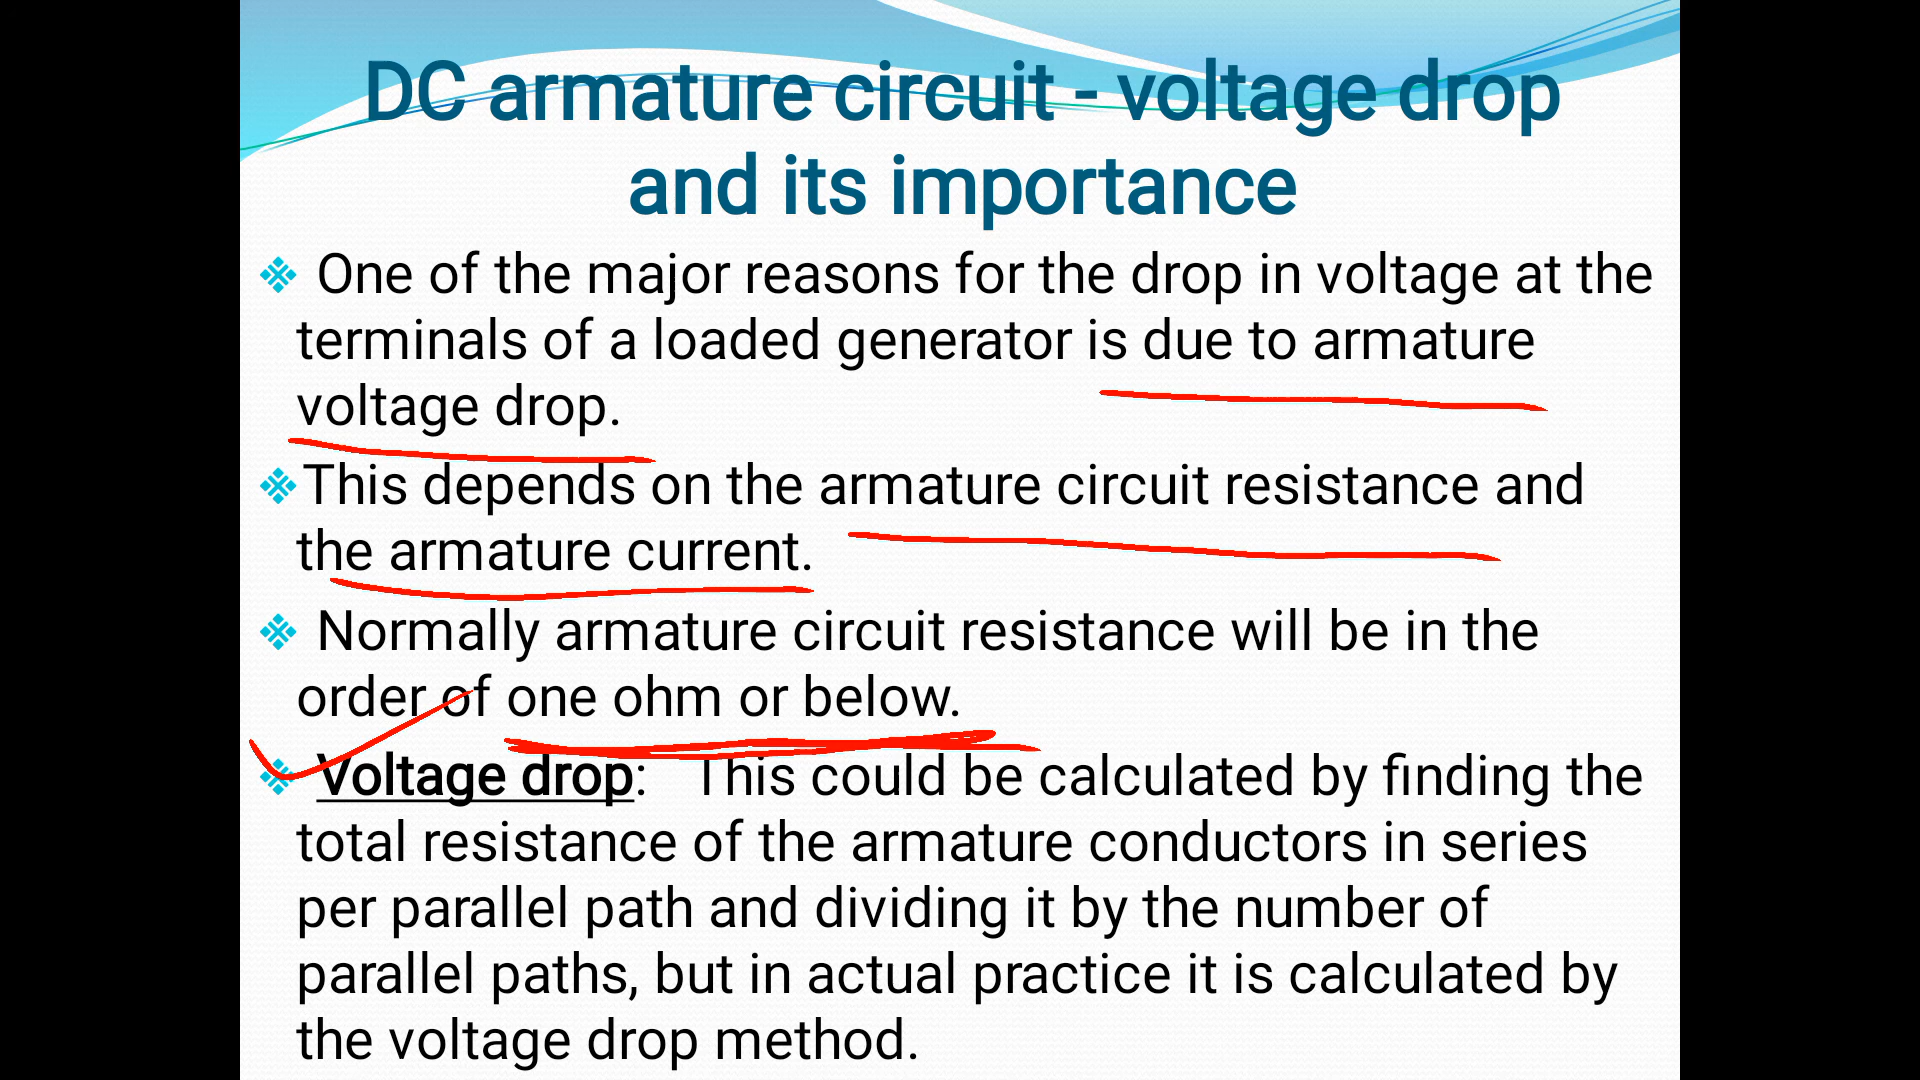 DC armature circuit - voltage drop
and its importance
One of the major reasons for the drop in voltage at the
terminals of a loaded generator is due to armature
voltage drop.
This depends on the armature circuit resistance and
the armature current.
Normally armature circuit resistance will be in the
order of one ohm or below.
Voltage drop: This could be calculated by finding the
total resistance of the armature conductors in series
per parallel path and dividing it by the number of
parallel paths, but in actual practice it is calculated by
the voltage drop method.